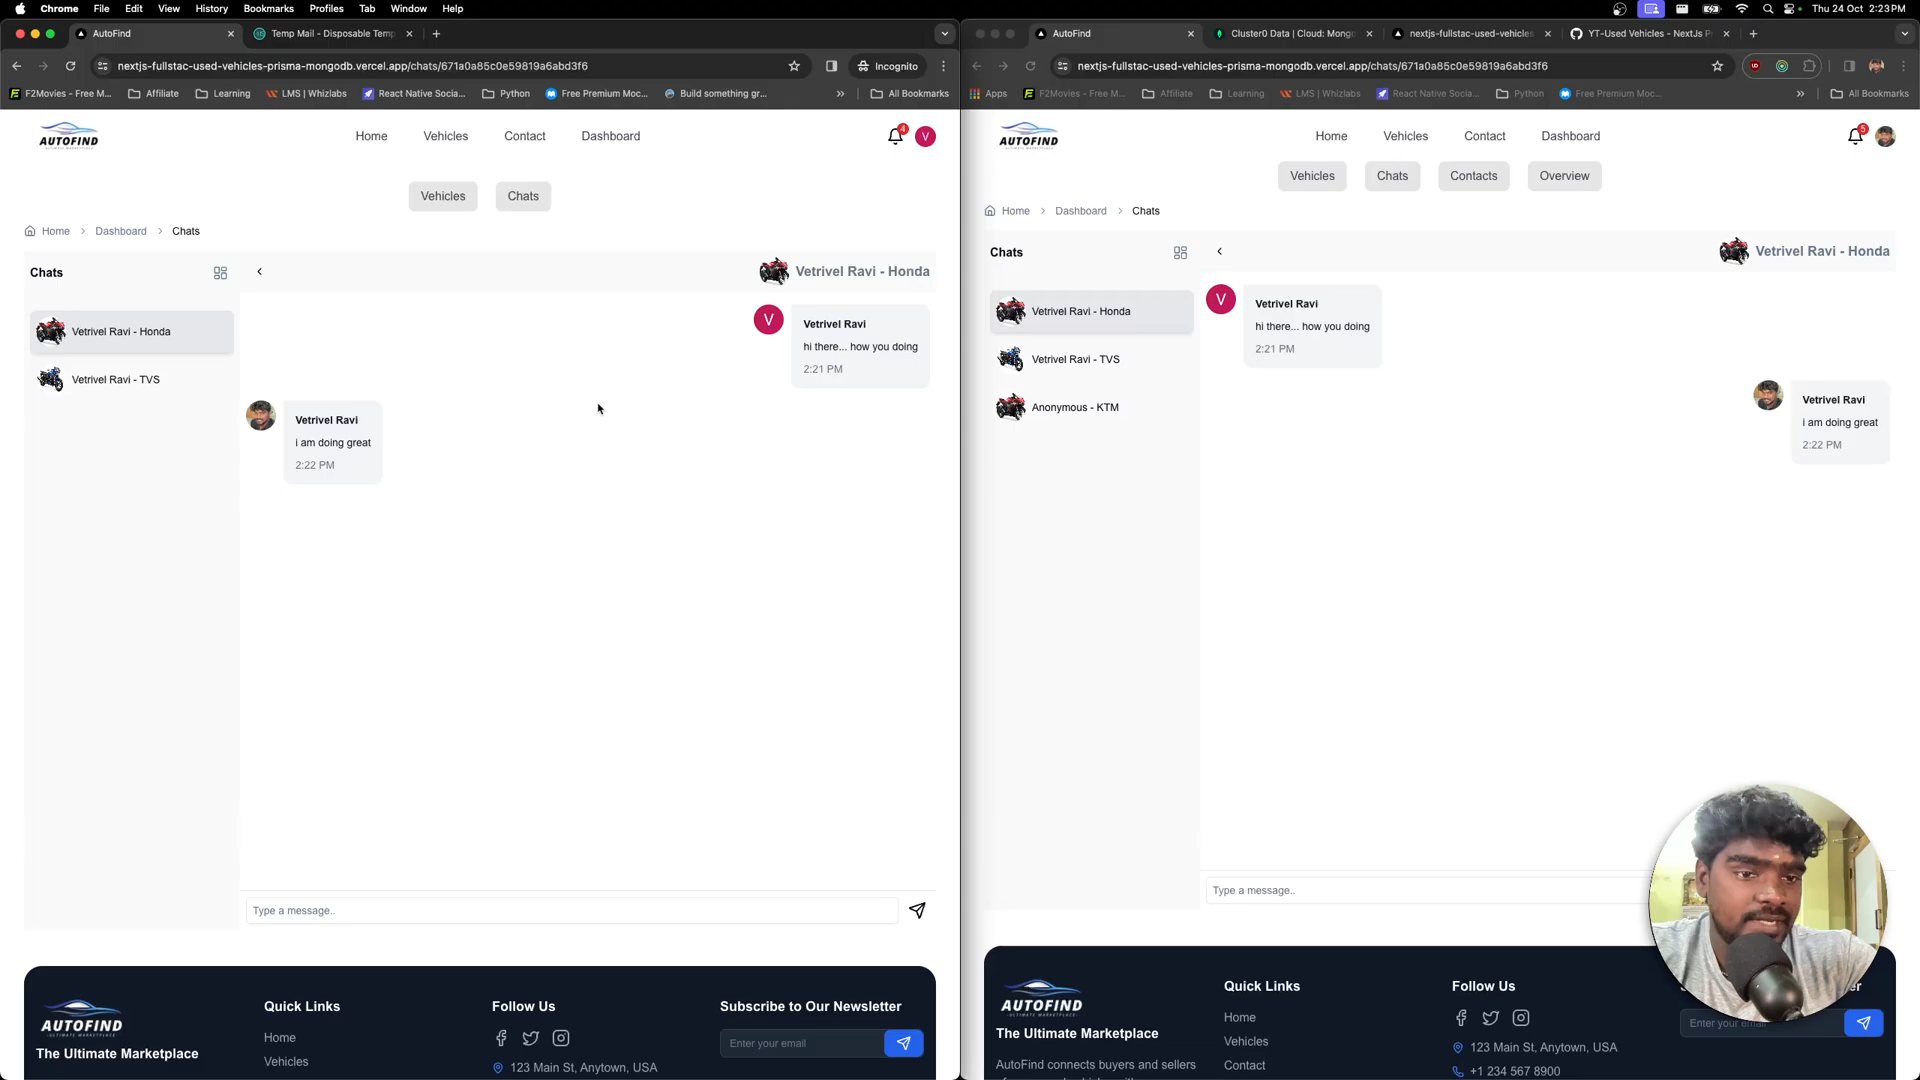 Chrome File Edit View History Bookmarks Profiles Tab Window Help
Thu 24 Oct 2:23 PM
AutoFind
Temp Mail - Disposable Temp
nextjs-fullstac-used-vehicles-prisma-mongodb.vercel.app/chats/671a0a85c0e59819a6abd3f6
Incognito
F2Movies - Free M...
Affiliate
Learning
LMS | Whizlabs
React Native Socia...
Python
Free Premium Moc...
Build something gr...
All Bookmarks
AUTOFIND
Home
Vehicles
Contact
Dashboard
4
V
Vehicles
Chats
Home
Dashboard
Chats
Chats
Vetrivel Ravi - Honda
Vetrivel Ravi - Honda
Vetrivel Ravi - TVS
V
Vetrivel Ravi
hi there... how you doing
2:21 PM
Vetrivel Ravi
i am doing great
2:22 PM
Type a message..
AUTOFIND
The Ultimate Marketplace
Quick Links
Home
Vehicles
Follow Us
123 Main St, Anytown, USA
Subscribe to Our Newsletter
Enter your email
AutoFind
Cluster0 Data | Cloud: Mong
nextjs-fullstac-used-vehicles
YT-Used Vehicles - NextJs P
nextjs-fullstac-used-vehicles-prisma-mongodb.vercel.app/chats/671a0a85c0e59819a6abd3f6
Apps
F2Movies - Free M...
Affiliate
Learning
LMS | Whizlabs
React Native Socia...
Python
Free Premium Moc...
All Bookmarks
AUTOFIND
Home
Vehicles
Contact
Dashboard
5
Vehicles
Chats
Contacts
Overview
Home
Dashboard
Chats
Chats
Vetrivel Ravi - Honda
Vetrivel Ravi - Honda
Vetrivel Ravi - TVS
Anonymous - KTM
V
Vetrivel Ravi
hi there... how you doing
2:21 PM
Vetrivel Ravi
i am doing great
2:22 PM
Type a message..
AUTOFIND
The Ultimate Marketplace
AutoFind connects buyers and sellers
Quick Links
Home
Vehicles
Contact
Follow Us
123 Main St, Anytown, USA
+1 234 567 8900
Enter your email